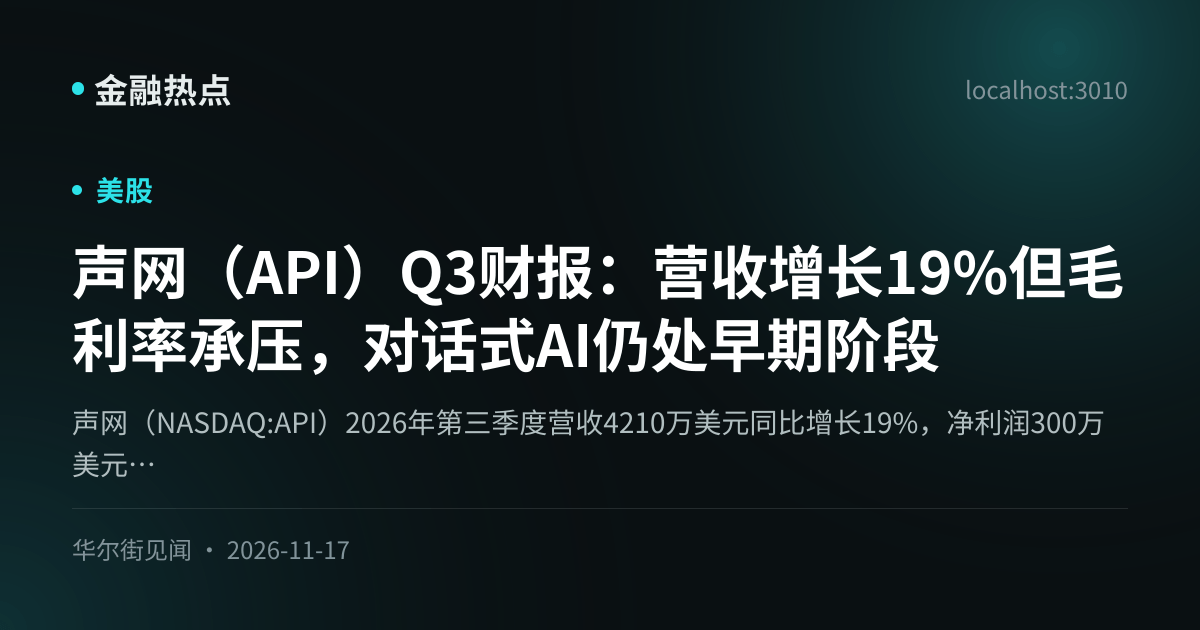 金融热点
localhost:3010
美股
声网（API）Q3财报：营收增长19%但毛
利率承压，对话式AI仍处早期阶段
声网（NASDAQ:API）2026年第三季度营收4210万美元同比增长19%，净利润300万
美元…
华尔街见闻 · 2026-11-17